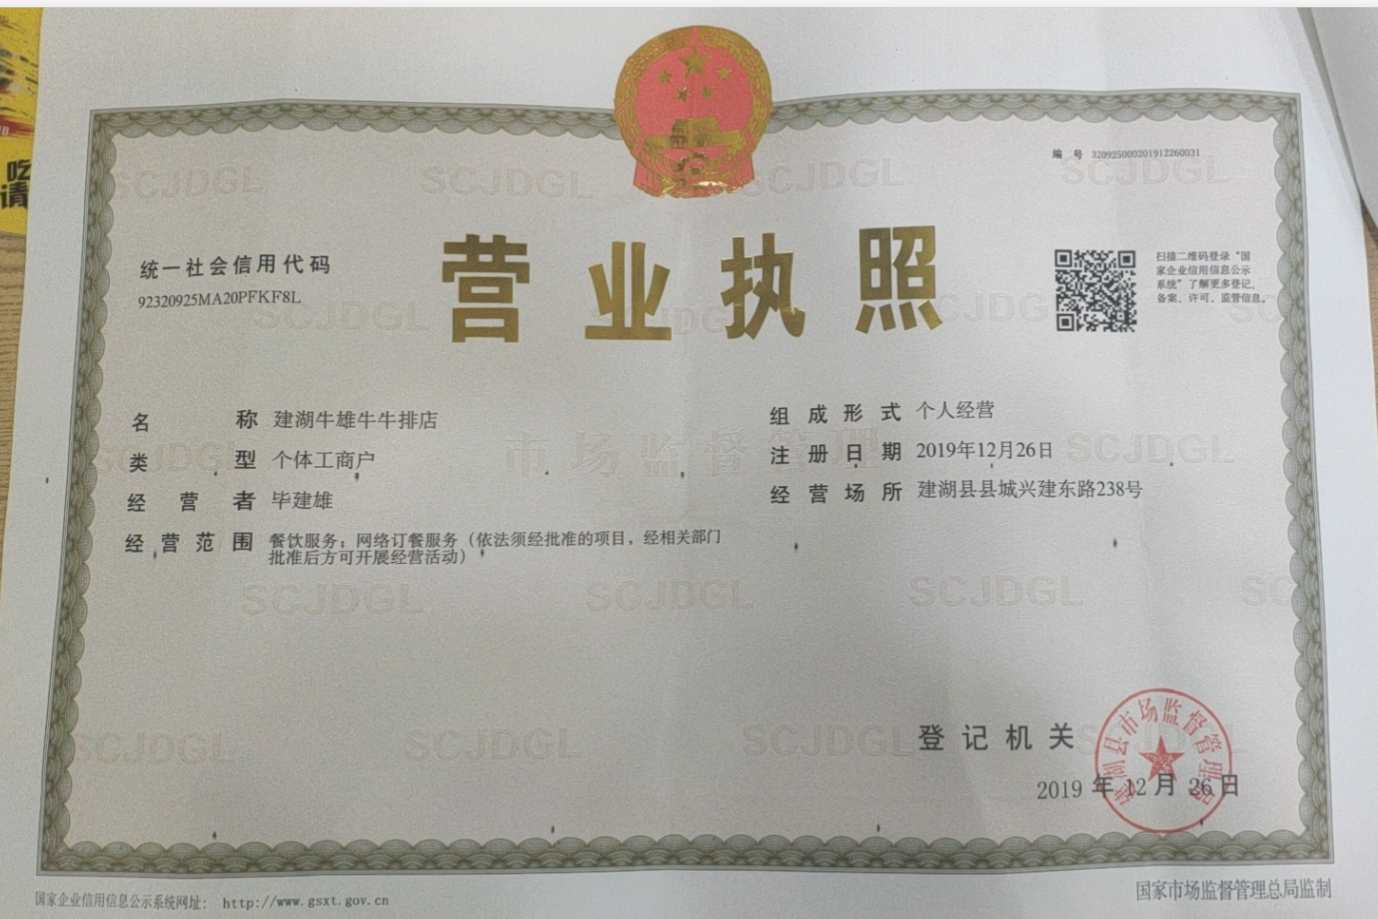 吃
请
编 号 320925000201912260031
统一社会信用代码
92320925MA20PFKF8L
营业执照
扫描二维码登录“国
家企业信用信息公示
系统”了解更多登记、
备案、许可、监管信息。
名 称 建湖牛雄牛牛排店
类 型 个体工商户
经 营 者 毕建雄
经 营 范 围 餐饮服务；网络订餐服务（依法须经批准的项目，经相关部门
批准后方可开展经营活动）
组 成 形 式 个人经营
注 册 日 期 2019年12月26日
经 营 场 所 建湖县县城兴建东路238号
市场监督管理
SCJDGL
登 记 机 关
建湖县市场监督管理局
2019 年 12 月 26 日
国家企业信用信息公示系统网址： http://www.gsxt.gov.cn
国家市场监督管理总局监制